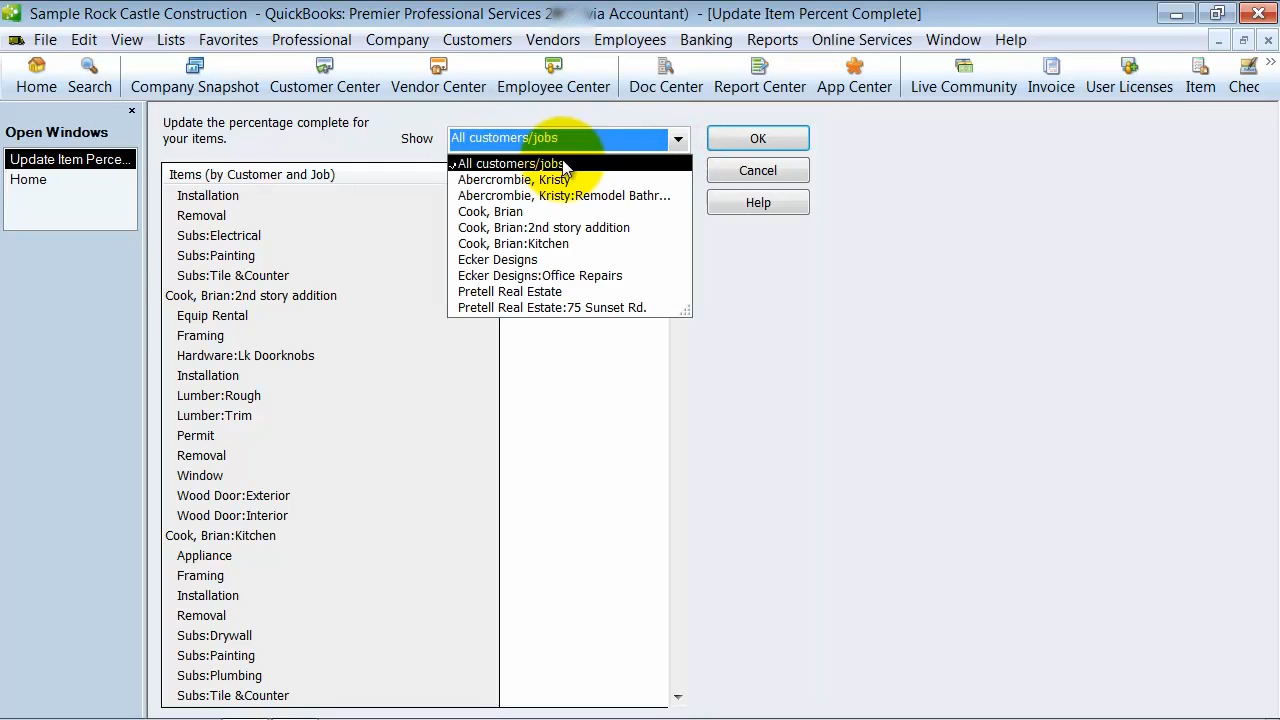 Sample Rock Castle Construction - QuickBooks: Premier Professional Services 2 via Accountant) - [Update Item Percent Complete]
File Edit View Lists Favorites Professional Company Customers Vendors Employees Banking Reports Online Services Window Help
Home Search Company Snapshot Customer Center Vendor Center Employee Center Doc Center Report Center App Center Live Community Invoice User Licenses Item Chec
Open Windows
Update Item Perce...
Home
Update the percentage complete for
your items.
Show
All customers/jobs
OK
Cancel
Help
All customers/jobs
Abercrombie, Kristy
Abercrombie, Kristy:Remodel Bathr...
Cook, Brian
Cook, Brian:2nd story addition
Cook, Brian:Kitchen
Ecker Designs
Ecker Designs:Office Repairs
Pretell Real Estate
Pretell Real Estate:75 Sunset Rd.
Items (by Customer and Job)
Installation
Removal
Subs:Electrical
Subs:Painting
Subs:Tile &Counter
Cook, Brian:2nd story addition
Equip Rental
Framing
Hardware:Lk Doorknobs
Installation
Lumber:Rough
Lumber:Trim
Permit
Removal
Window
Wood Door:Exterior
Wood Door:Interior
Cook, Brian:Kitchen
Appliance
Framing
Installation
Removal
Subs:Drywall
Subs:Painting
Subs:Plumbing
Subs:Tile &Counter